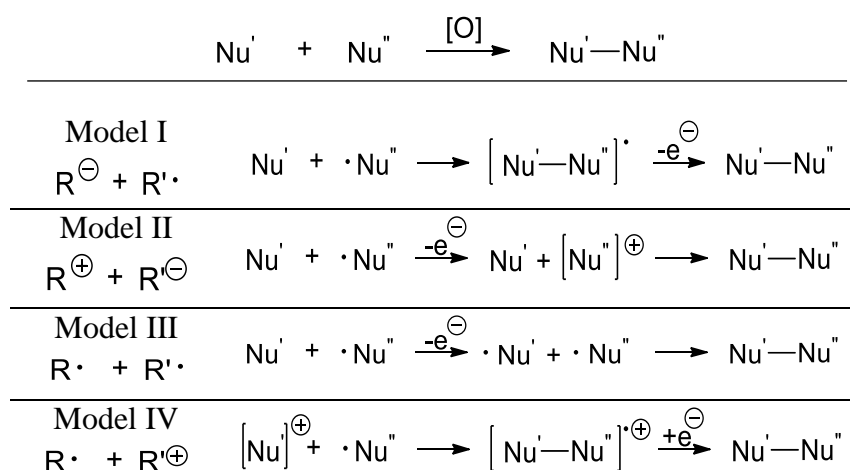 [O]
Nu' + Nu" ⟶ Nu'—Nu"
Model I
R⊖ + R'·
Nu' + ·Nu" ⟶ [Nu'—Nu"]· -e⊖ ⟶ Nu'—Nu"
Model II
R⊕ + R'⊖
Nu' + ·Nu" -e⊖ ⟶ Nu' + [Nu"]⊕ ⟶ Nu'—Nu"
Model III
R· + R'·
Nu' + ·Nu" -e⊖ ⟶ ·Nu' + ·Nu" ⟶ Nu'—Nu"
Model IV
R· + R'⊕
[Nu']⊕ + ·Nu" ⟶ [Nu'—Nu"]·⊕ +e⊖ ⟶ Nu'—Nu"